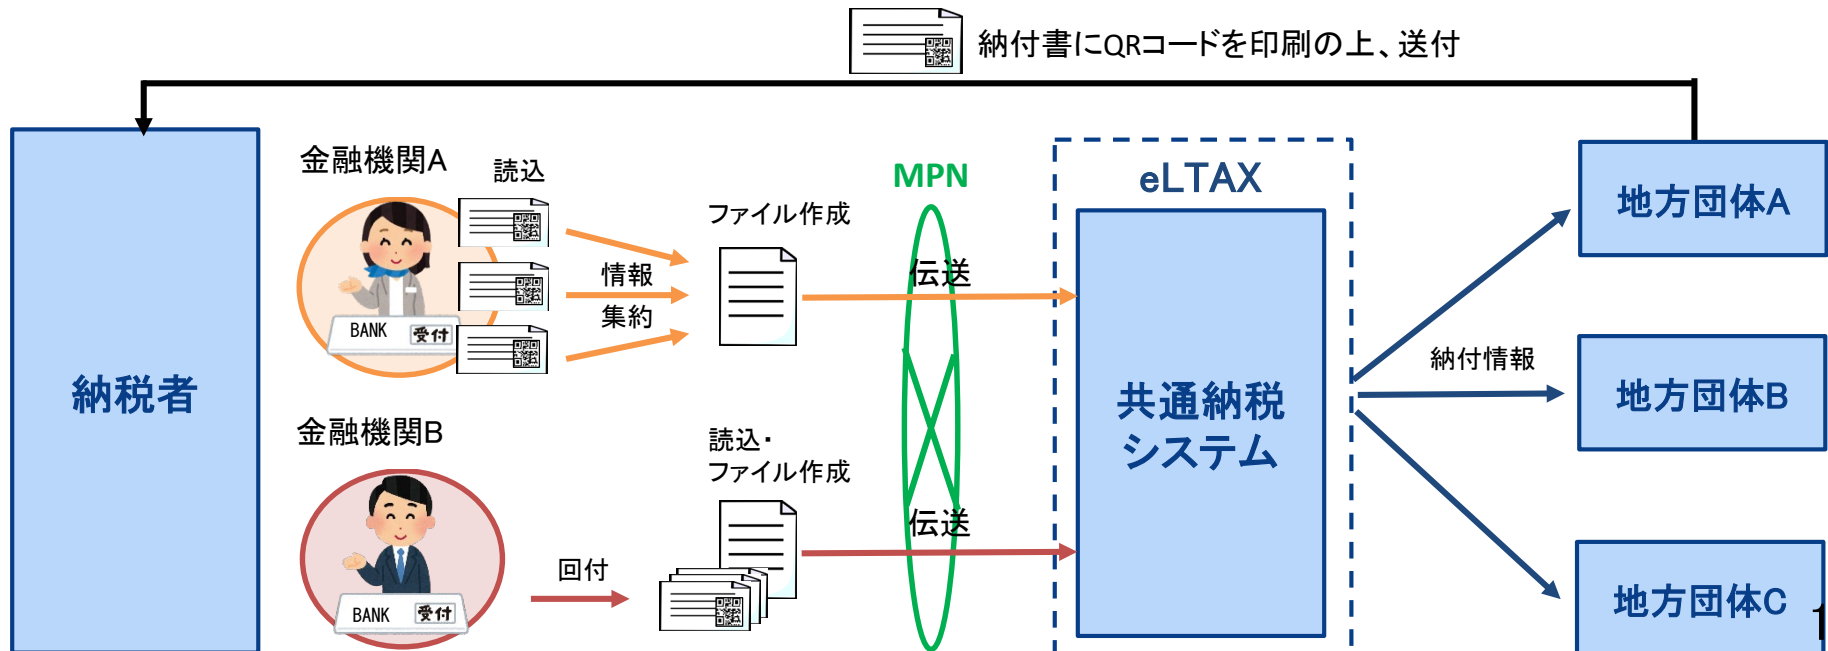 納付書にQRコードを印刷の上、送付
納税者
金融機関A
読込
BANK 受付
情報
集約
ファイル作成
MPN
伝送
eLTAX
共通納税
システム
納付情報
地方団体A
地方団体B
地方団体C
金融機関B
BANK 受付
回付
読込・
ファイル作成
伝送
1